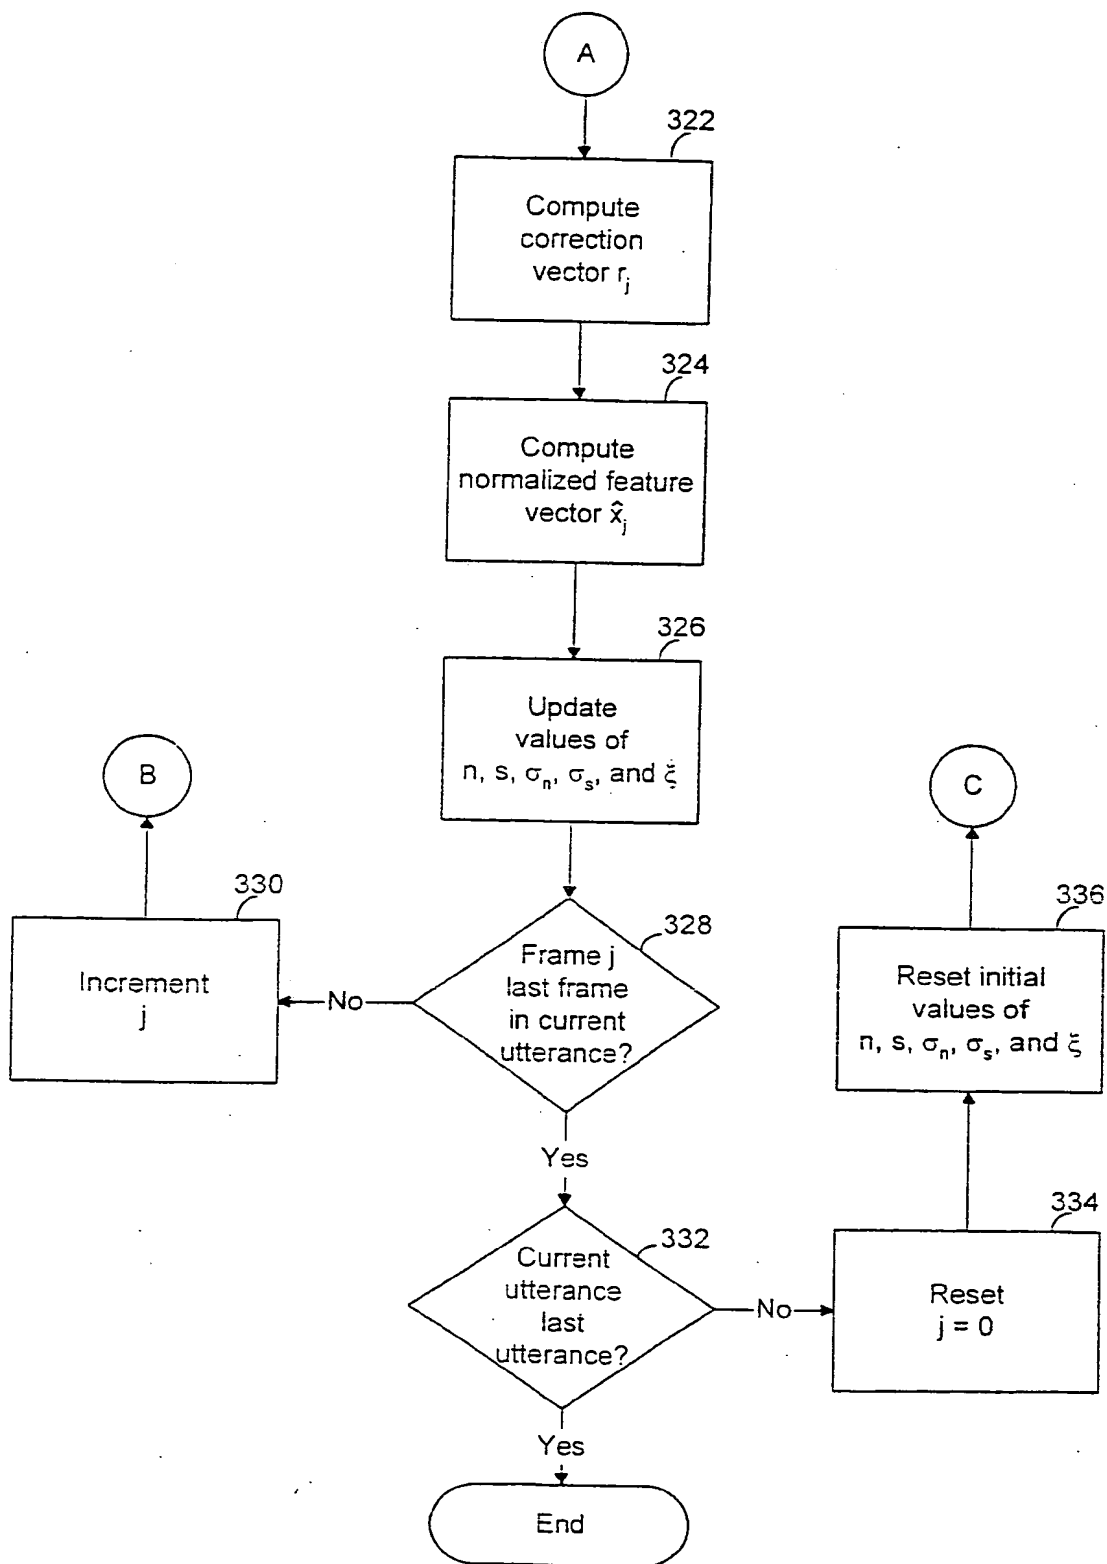 A
322
Compute
correction
vector r_j
324
Compute
normalized feature
vector x̂_j
326
Update
values of
n, s, σ_n, σ_s, and ξ
B
C
330
Increment
j
No
328
Frame j
last frame
in current
utterance?
336
Reset initial
values of
n, s, σ_n, σ_s, and ξ
Yes
332
Current
utterance
last
utterance?
No
334
Reset
j = 0
Yes
End